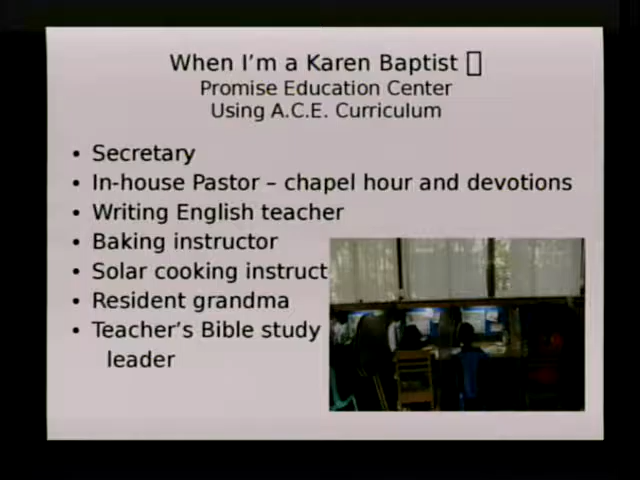 When I'm a Karen Baptist
Promise Education Center
Using A.C.E. Curriculum
• Secretary
• In-house Pastor – chapel hour and devotions
• Writing English teacher
• Baking instructor
• Solar cooking instruct
• Resident grandma
• Teacher's Bible study
leader